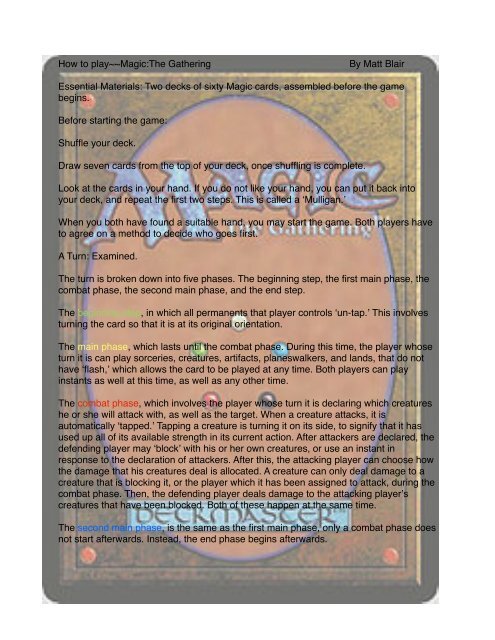 How to play~~Magic:The Gathering By Matt Blair
Essential Materials: Two decks of sixty Magic cards, assembled before the game
begins.
Before starting the game:
Shuffle your deck.
Draw seven cards from the top of your deck, once shuffling is complete.
Look at the cards in your hand. If you do not like your hand, you can put it back into
your deck, and repeat the first two steps. This is called a ‘Mulligan.’
When you both have found a suitable hand, you may start the game. Both players have
to agree on a method to decide who goes first.
A Turn: Examined.
The turn is broken down into five phases. The beginning step, the first main phase, the
combat phase, the second main phase, and the end step.
The beginning step, in which all permanents that player controls ‘un-tap.’ This involves
turning the card so that it is at its original orientation.
The main phase, which lasts until the combat phase. During this time, the player whose
turn it is can play sorceries, creatures, artifacts, planeswalkers, and lands, that do not
have ‘flash,’ which allows the card to be played at any time. Both players can play
instants as well at this time, as well as any other time.
The combat phase, which involves the player whose turn it is declaring which creatures
he or she will attack with, as well as the target. When a creature attacks, it is
automatically ‘tapped.’ Tapping a creature is turning it on its side, to signify that it has
used up all of its available strength in its current action. After attackers are declared, the
defending player may ‘block’ with his or her own creatures, or use an instant in
response to the declaration of attackers. After this, the attacking player can choose how
the damage that his creatures deal is allocated. A creature can only deal damage to a
creature that is blocking it, or the player which it has been assigned to attack, during the
combat phase. Then, the defending player deals damage to the attacking player’s
creatures that have been blocked. Both of these happen at the same time.
The second main phase, is the same as the first main phase, only a combat phase does
not start afterwards. Instead, the end phase begins afterwards.
MAGIC
The Gathering
DECKMASTER